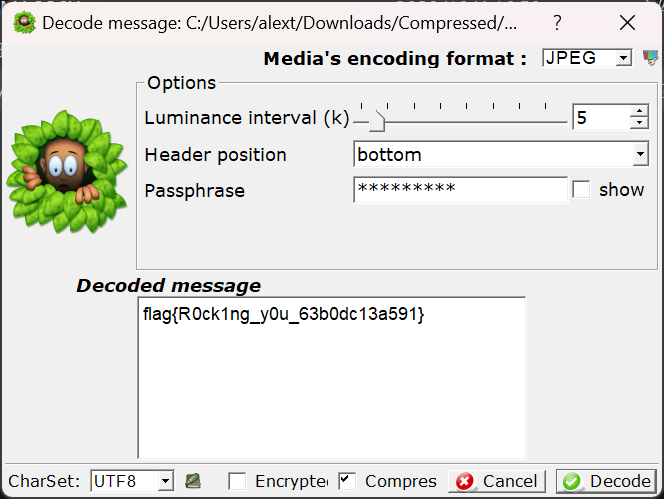 Decode message: C:/Users/alext/Downloads/Compressed/... ?
Media's encoding format : JPEG
Options
Luminance interval (k) 5
Header position bottom
Passphrase ********* show
Decoded message
flag{R0ck1ng_y0u_63b0dc13a591}
CharSet: UTF8 Encrypted Compres Cancel Decode